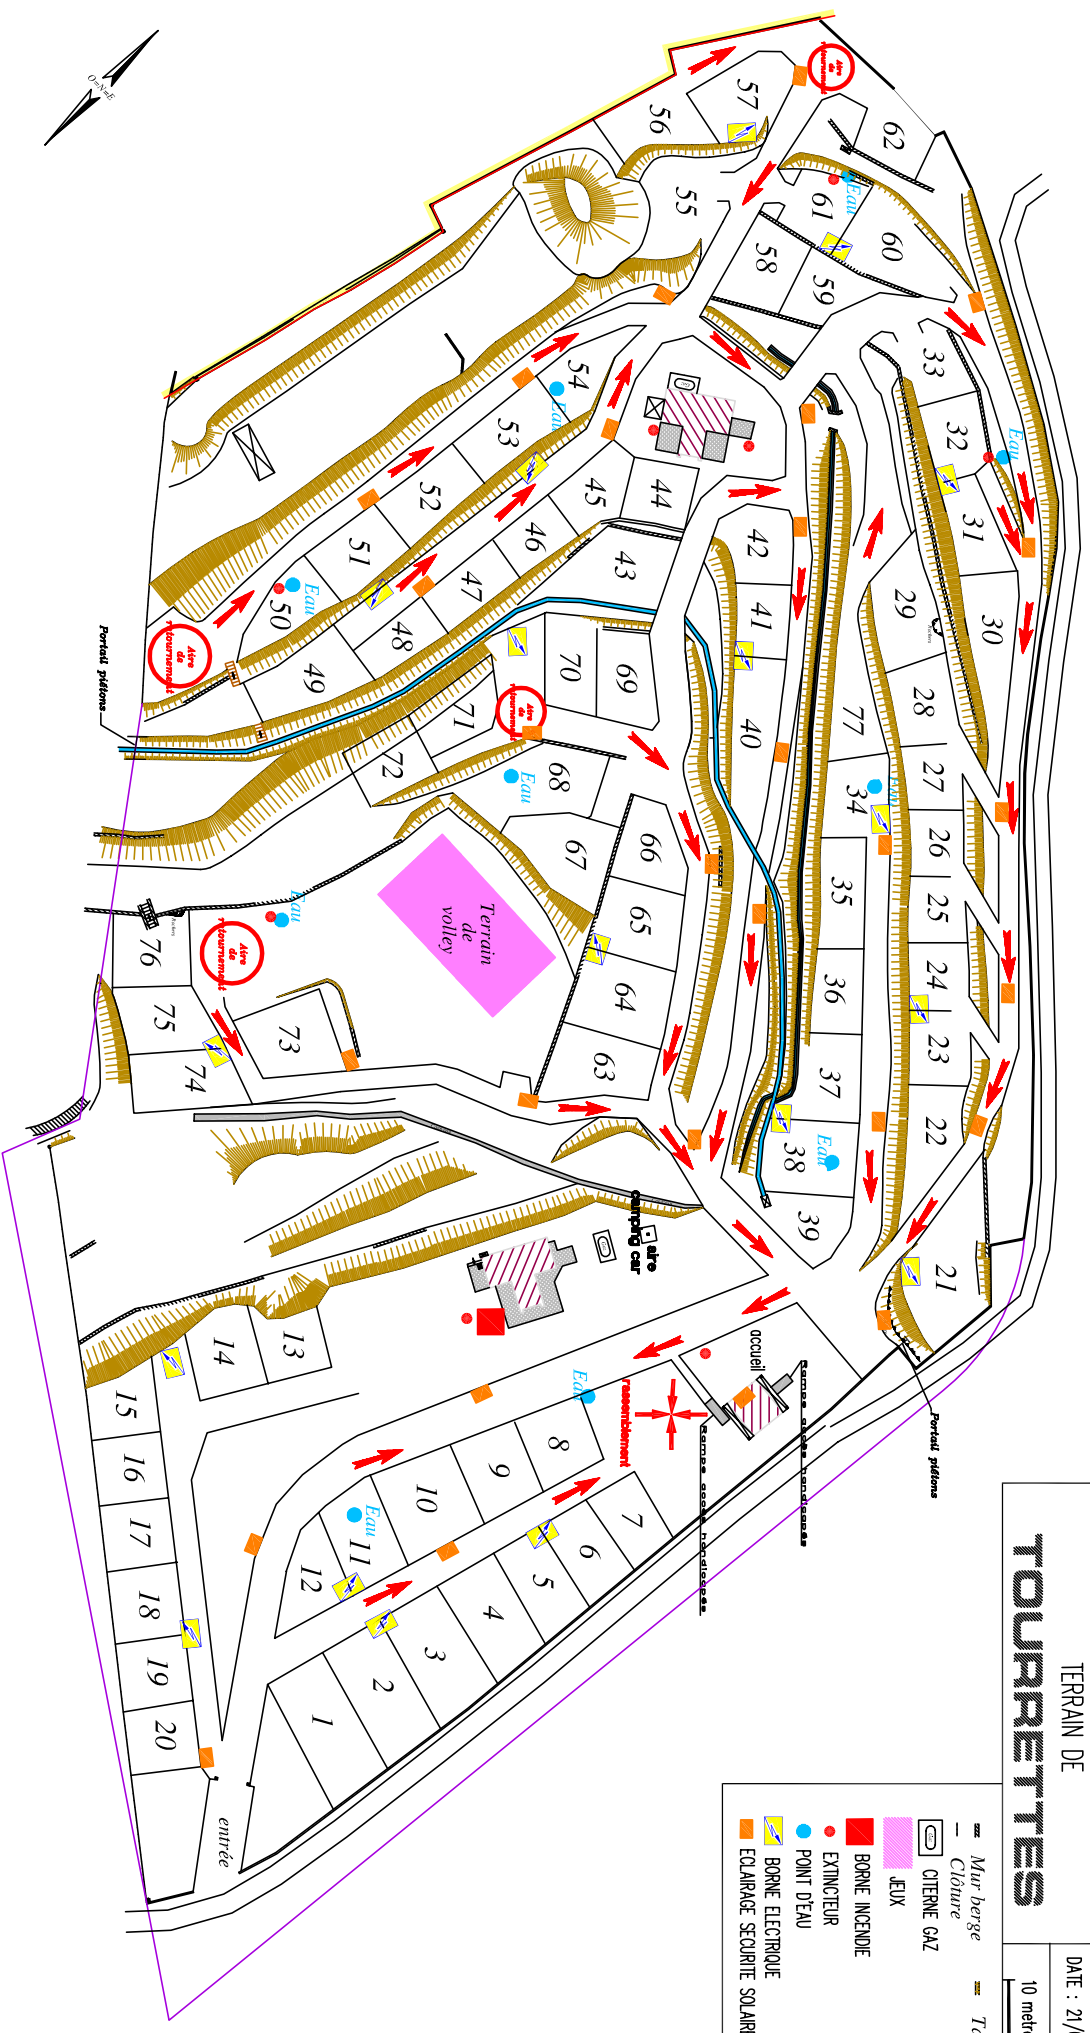 TERRAIN DE
TOURRETTES
DATE : 21/
10 metre
Mur berge
Clôture
CITERNE GAZ
JEUX
BORNE INCENDIE
EXTINCTEUR
POINT D'EAU
BORNE ELECTRIQUE
ECLAIRAGE SECURITE SOLAIRE
O=N=E
Aire
de
retournement
62
57
56
55
61
Eau
60
58
59
33
32
Eau
31
30
54
Eau
53
52
51
50
Eau
45
44
46
47
48
49
43
42
41
40
29
Rochers
28
77
27
26
25
24
23
22
21
34
Eau
35
36
37
38
Eau
39
70
69
Aire
de
retournement
71
72
68
Eau
67
66
65
64
63
Aire
de
retournement
Portail piétons
Terrain
de
volley
Eau
Aire
de
retournement
Rochers
76
75
74
73
aire
camping car
accueil
Rampe accès handicapés
Rampe accès handicapés
Portail piétons
rassemblement
13
14
15
16
17
18
19
20
Eau
8
9
10
11
Eau
12
7
6
5
4
3
2
1
entrée